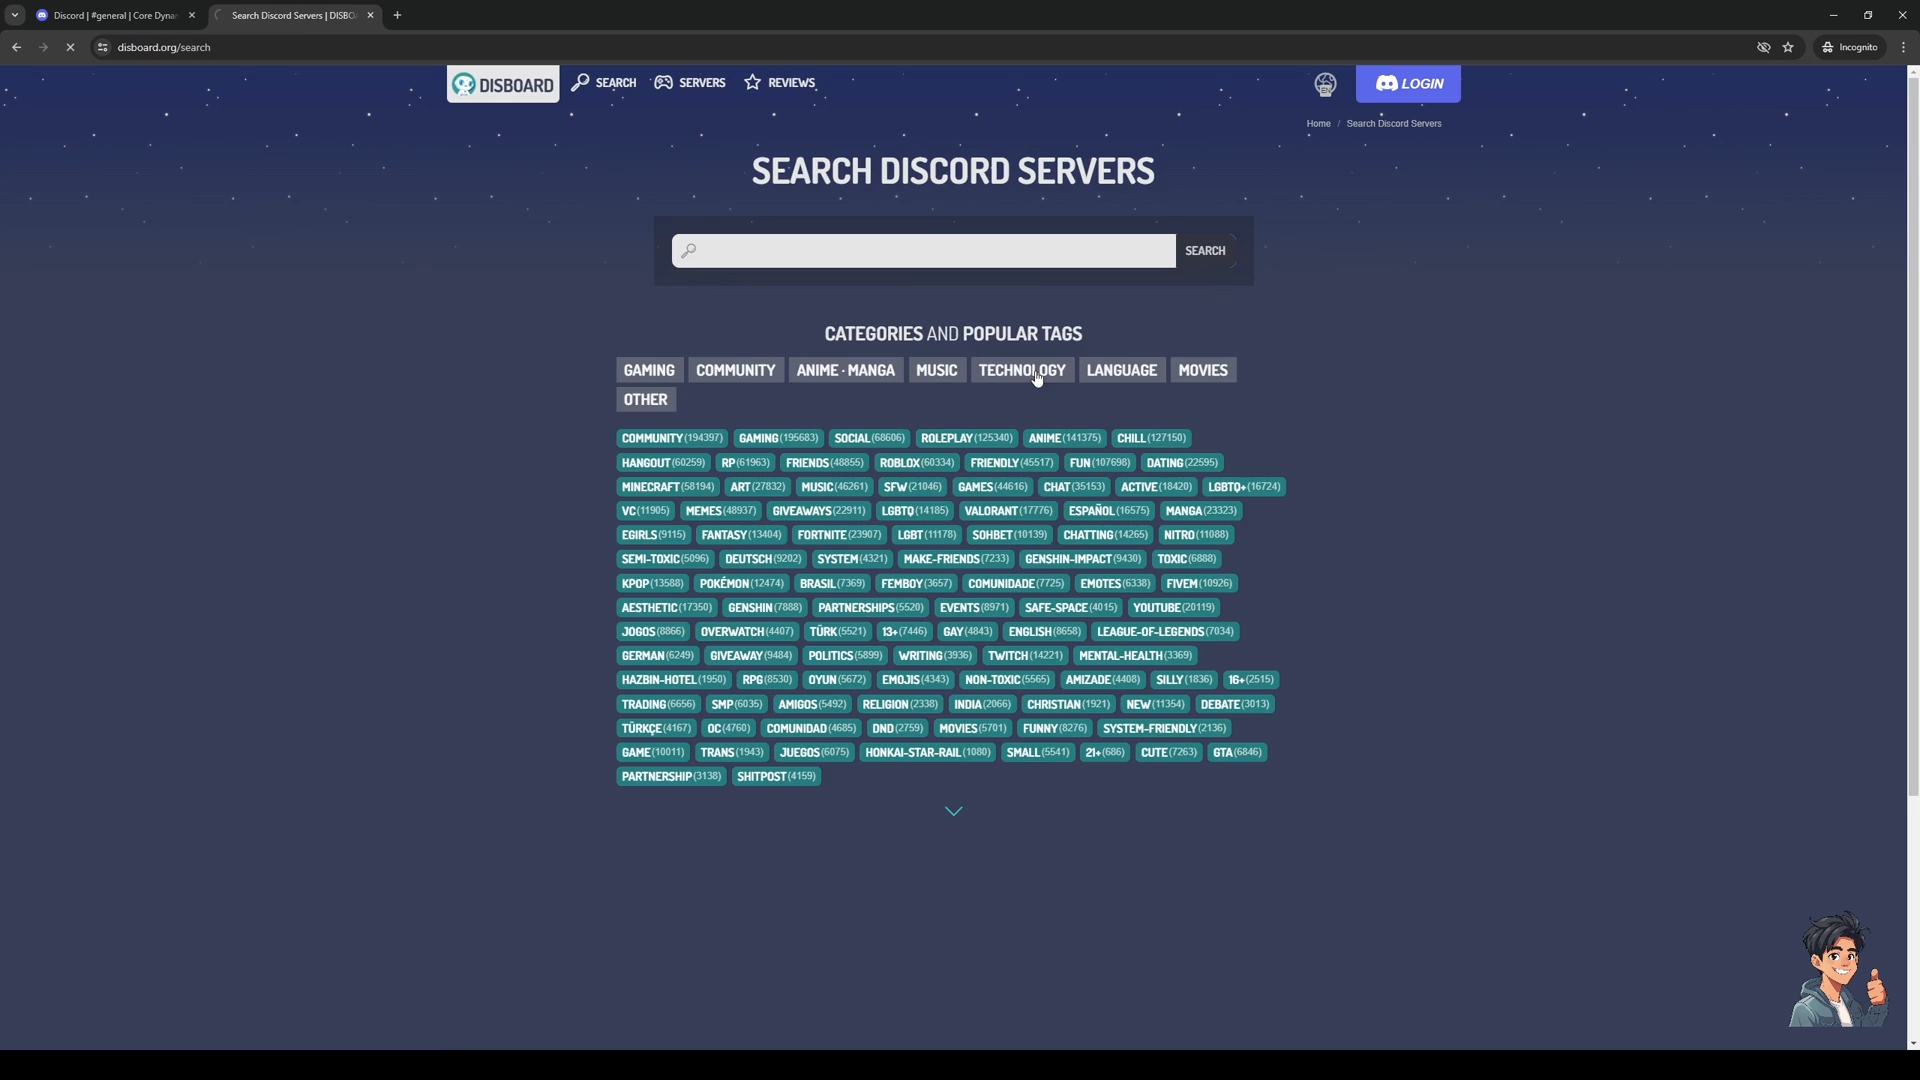 Discord | #general | Core Dynam
Search Discord Servers | DISBO
disboard.org/search
Incognito
DISBOARD
SEARCH
SERVERS
REVIEWS
EN
LOGIN
Home / Search Discord Servers
SEARCH DISCORD SERVERS
SEARCH
CATEGORIES AND POPULAR TAGS
GAMING COMMUNITY ANIME · MANGA MUSIC TECHNOLOGY LANGUAGE MOVIES
OTHER
COMMUNITY(194397) GAMING(195683) SOCIAL(68606) ROLEPLAY(125340) ANIME(141375) CHILL(127150)
HANGOUT(60259) RP(61963) FRIENDS(48855) ROBLOX(60334) FRIENDLY(45517) FUN(107698) DATING(22595)
MINECRAFT(58194) ART(27832) MUSIC(46261) SFW(21046) GAMES(44616) CHAT(35153) ACTIVE(18420) LGBTQ+(16724)
VC(11905) MEMES(48937) GIVEAWAYS(22911) LGBTQ(14185) VALORANT(17776) ESPAÑOL(16575) MANGA(23323)
EGIRLS(9115) FANTASY(13404) FORTNITE(23907) LGBT(11178) SOHBET(10139) CHATTING(14265) NITRO(11088)
SEMI-TOXIC(5096) DEUTSCH(9202) SYSTEM(4321) MAKE-FRIENDS(7233) GENSHIN-IMPACT(9430) TOXIC(6888)
KPOP(13588) POKÉMON(12474) BRASIL(7369) FEMBOY(3657) COMUNIDADE(7725) EMOTES(6338) FIVEM(10926)
AESTHETIC(17350) GENSHIN(7888) PARTNERSHIPS(5520) EVENTS(8971) SAFE-SPACE(4015) YOUTUBE(20119)
JOGOS(8866) OVERWATCH(4407) TÜRK(5521) 13+(7446) GAY(4843) ENGLISH(8658) LEAGUE-OF-LEGENDS(7034)
GERMAN(6249) GIVEAWAY(9484) POLITICS(5899) WRITING(3936) TWITCH(14221) MENTAL-HEALTH(3369)
HAZBIN-HOTEL(1950) RPG(8530) OYUN(5672) EMOJIS(4343) NON-TOXIC(5565) AMIZADE(4408) SILLY(1836) 16+(2515)
TRADING(6656) SMP(6035) AMIGOS(5492) RELIGION(2338) INDIA(2066) CHRISTIAN(1921) NEW(11354) DEBATE(3013)
TÜRKÇE(4167) OC(4760) COMUNIDAD(4685) DND(2759) MOVIES(5701) FUNNY(8276) SYSTEM-FRIENDLY(2136)
GAME(10011) TRANS(1943) JUEGOS(6075) HONKAI-STAR-RAIL(1080) SMALL(5541) 21+(686) CUTE(7263) GTA(6846)
PARTNERSHIP(3138) SHITPOST(4159)